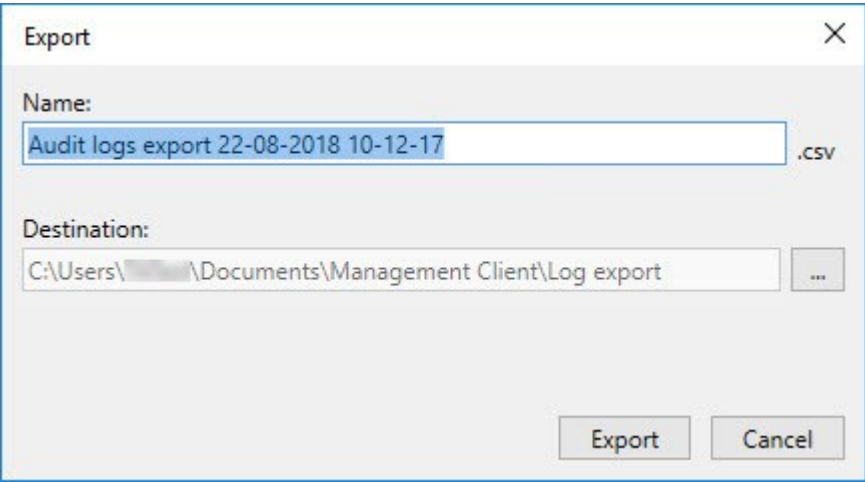 Export
Name:
Audit logs export 22-08-2018 10-12-17 .csv
Destination:
C:\Users\ \Documents\Management Client\Log export ...
Export Cancel